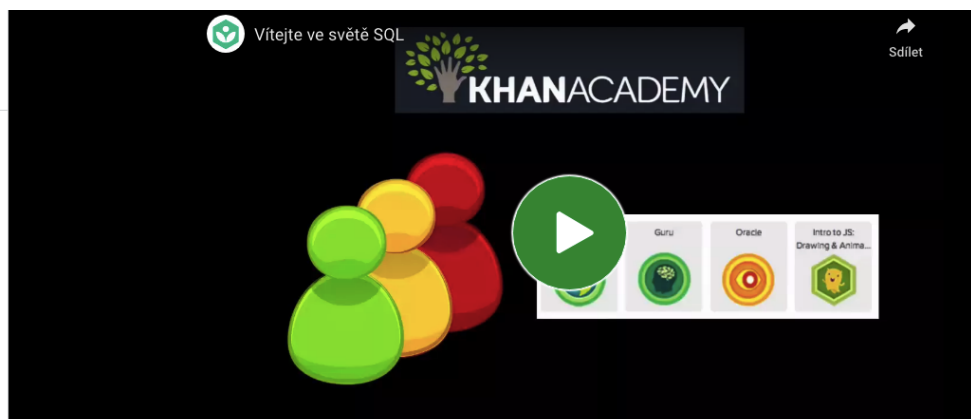 Vítejte ve světě SQL
Sdílet
KHANACADEMY
Guru
Oracle
Intro to JS:
Drawing & Anima...